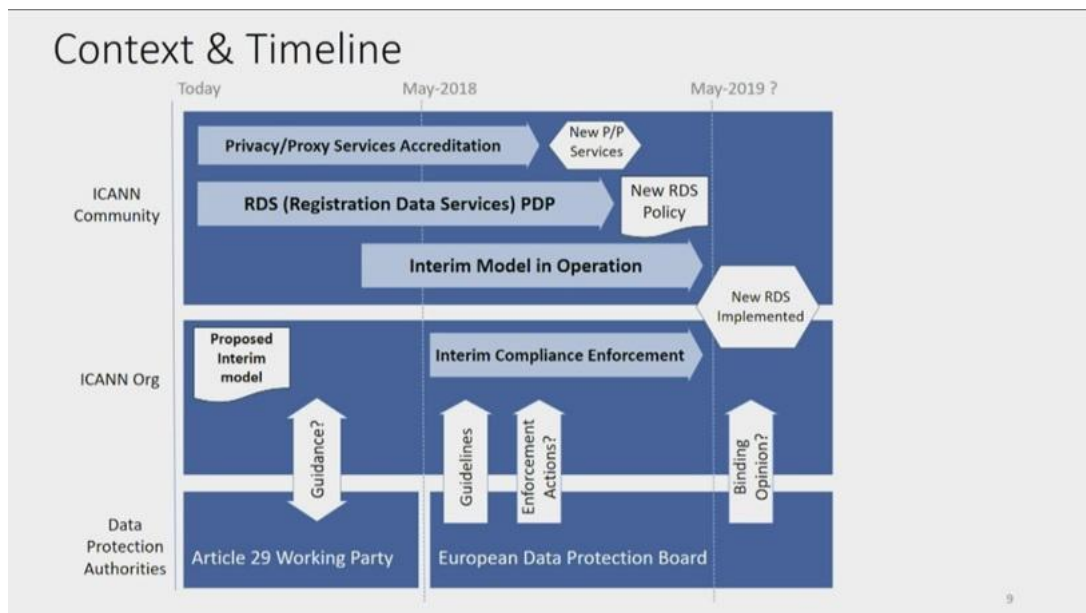 Context & Timeline
Today
May-2018
May-2019 ?
ICANN
Community
Privacy/Proxy Services Accreditation
New P/P
Services
RDS (Registration Data Services) PDP
New RDS
Policy
Interim Model in Operation
New RDS
Implemented
ICANN Org
Proposed
Interim
model
Interim Compliance Enforcement
Guidance?
Guidelines
Enforcement
Actions?
Binding
Opinion?
Data
Protection
Authorities
Article 29 Working Party
European Data Protection Board
9